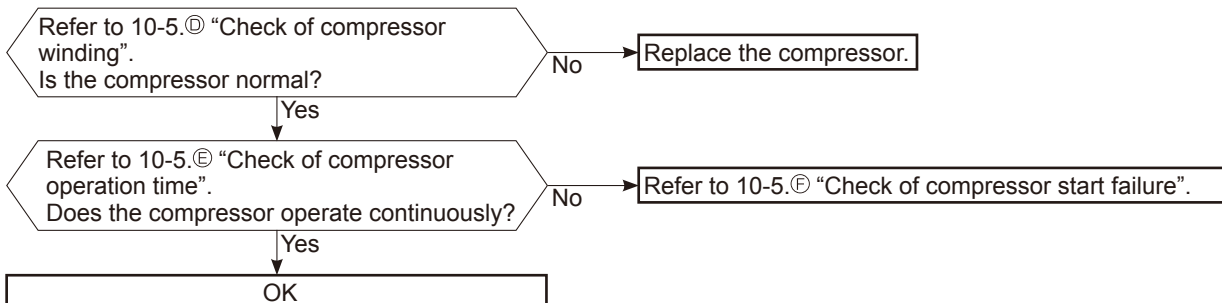 Refer to 10-5.Ⓓ “Check of compressor
winding”.
Is the compressor normal?
No
Replace the compressor.
Yes
Refer to 10-5.Ⓔ “Check of compressor
operation time”.
Does the compressor operate continuously?
No
Refer to 10-5.Ⓕ “Check of compressor start failure”.
Yes
OK